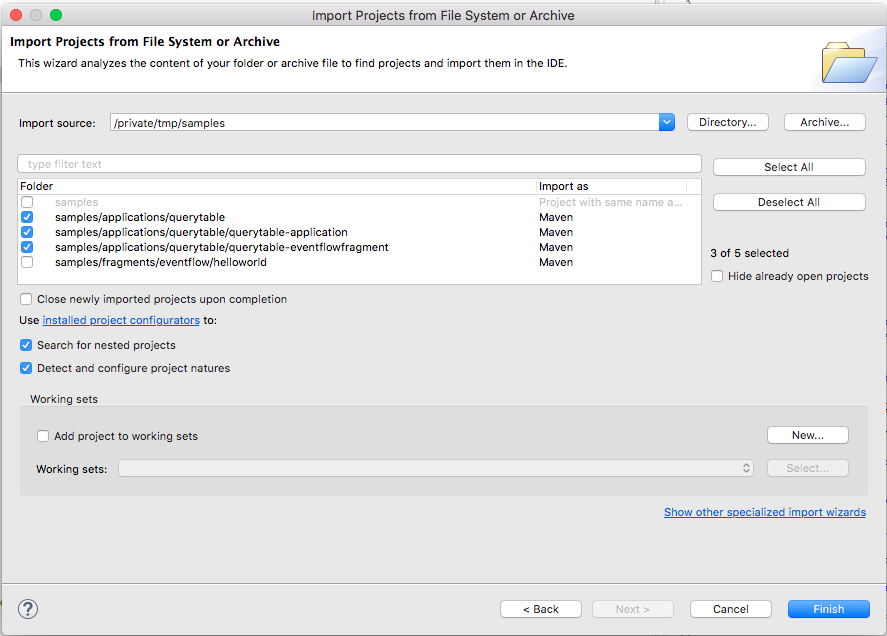 Import Projects from File System or Archive
Import Projects from File System or Archive
This wizard analyzes the content of your folder or archive file to find projects and import them in the IDE.
Import source: /private/tmp/samples Directory... Archive...
type filter text
Select All
Folder Import as
samples Project with same name a...
samples/applications/querytable Maven
Deselect All
samples/applications/querytable/querytable-application Maven
samples/applications/querytable/querytable-eventflowfragment Maven
3 of 5 selected
samples/fragments/eventflow/helloworld Maven
Hide already open projects
Close newly imported projects upon completion
Use installed project configurators to:
Search for nested projects
Detect and configure project natures
Working sets
Add project to working sets New...
Working sets: Select...
Show other specialized import wizards
? < Back Next > Cancel Finish